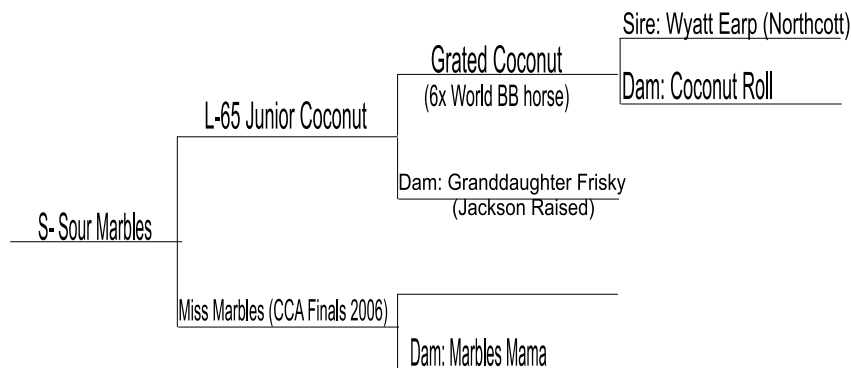 Sire: Wyatt Earp (Northcott)
Grated Coconut
(6x World BB horse)
Dam: Coconut Roll
L-65 Junior Coconut
Dam: Granddaughter Frisky
(Jackson Raised)
S- Sour Marbles
Miss Marbles (CCA Finals 2006)
Dam: Marbles Mama